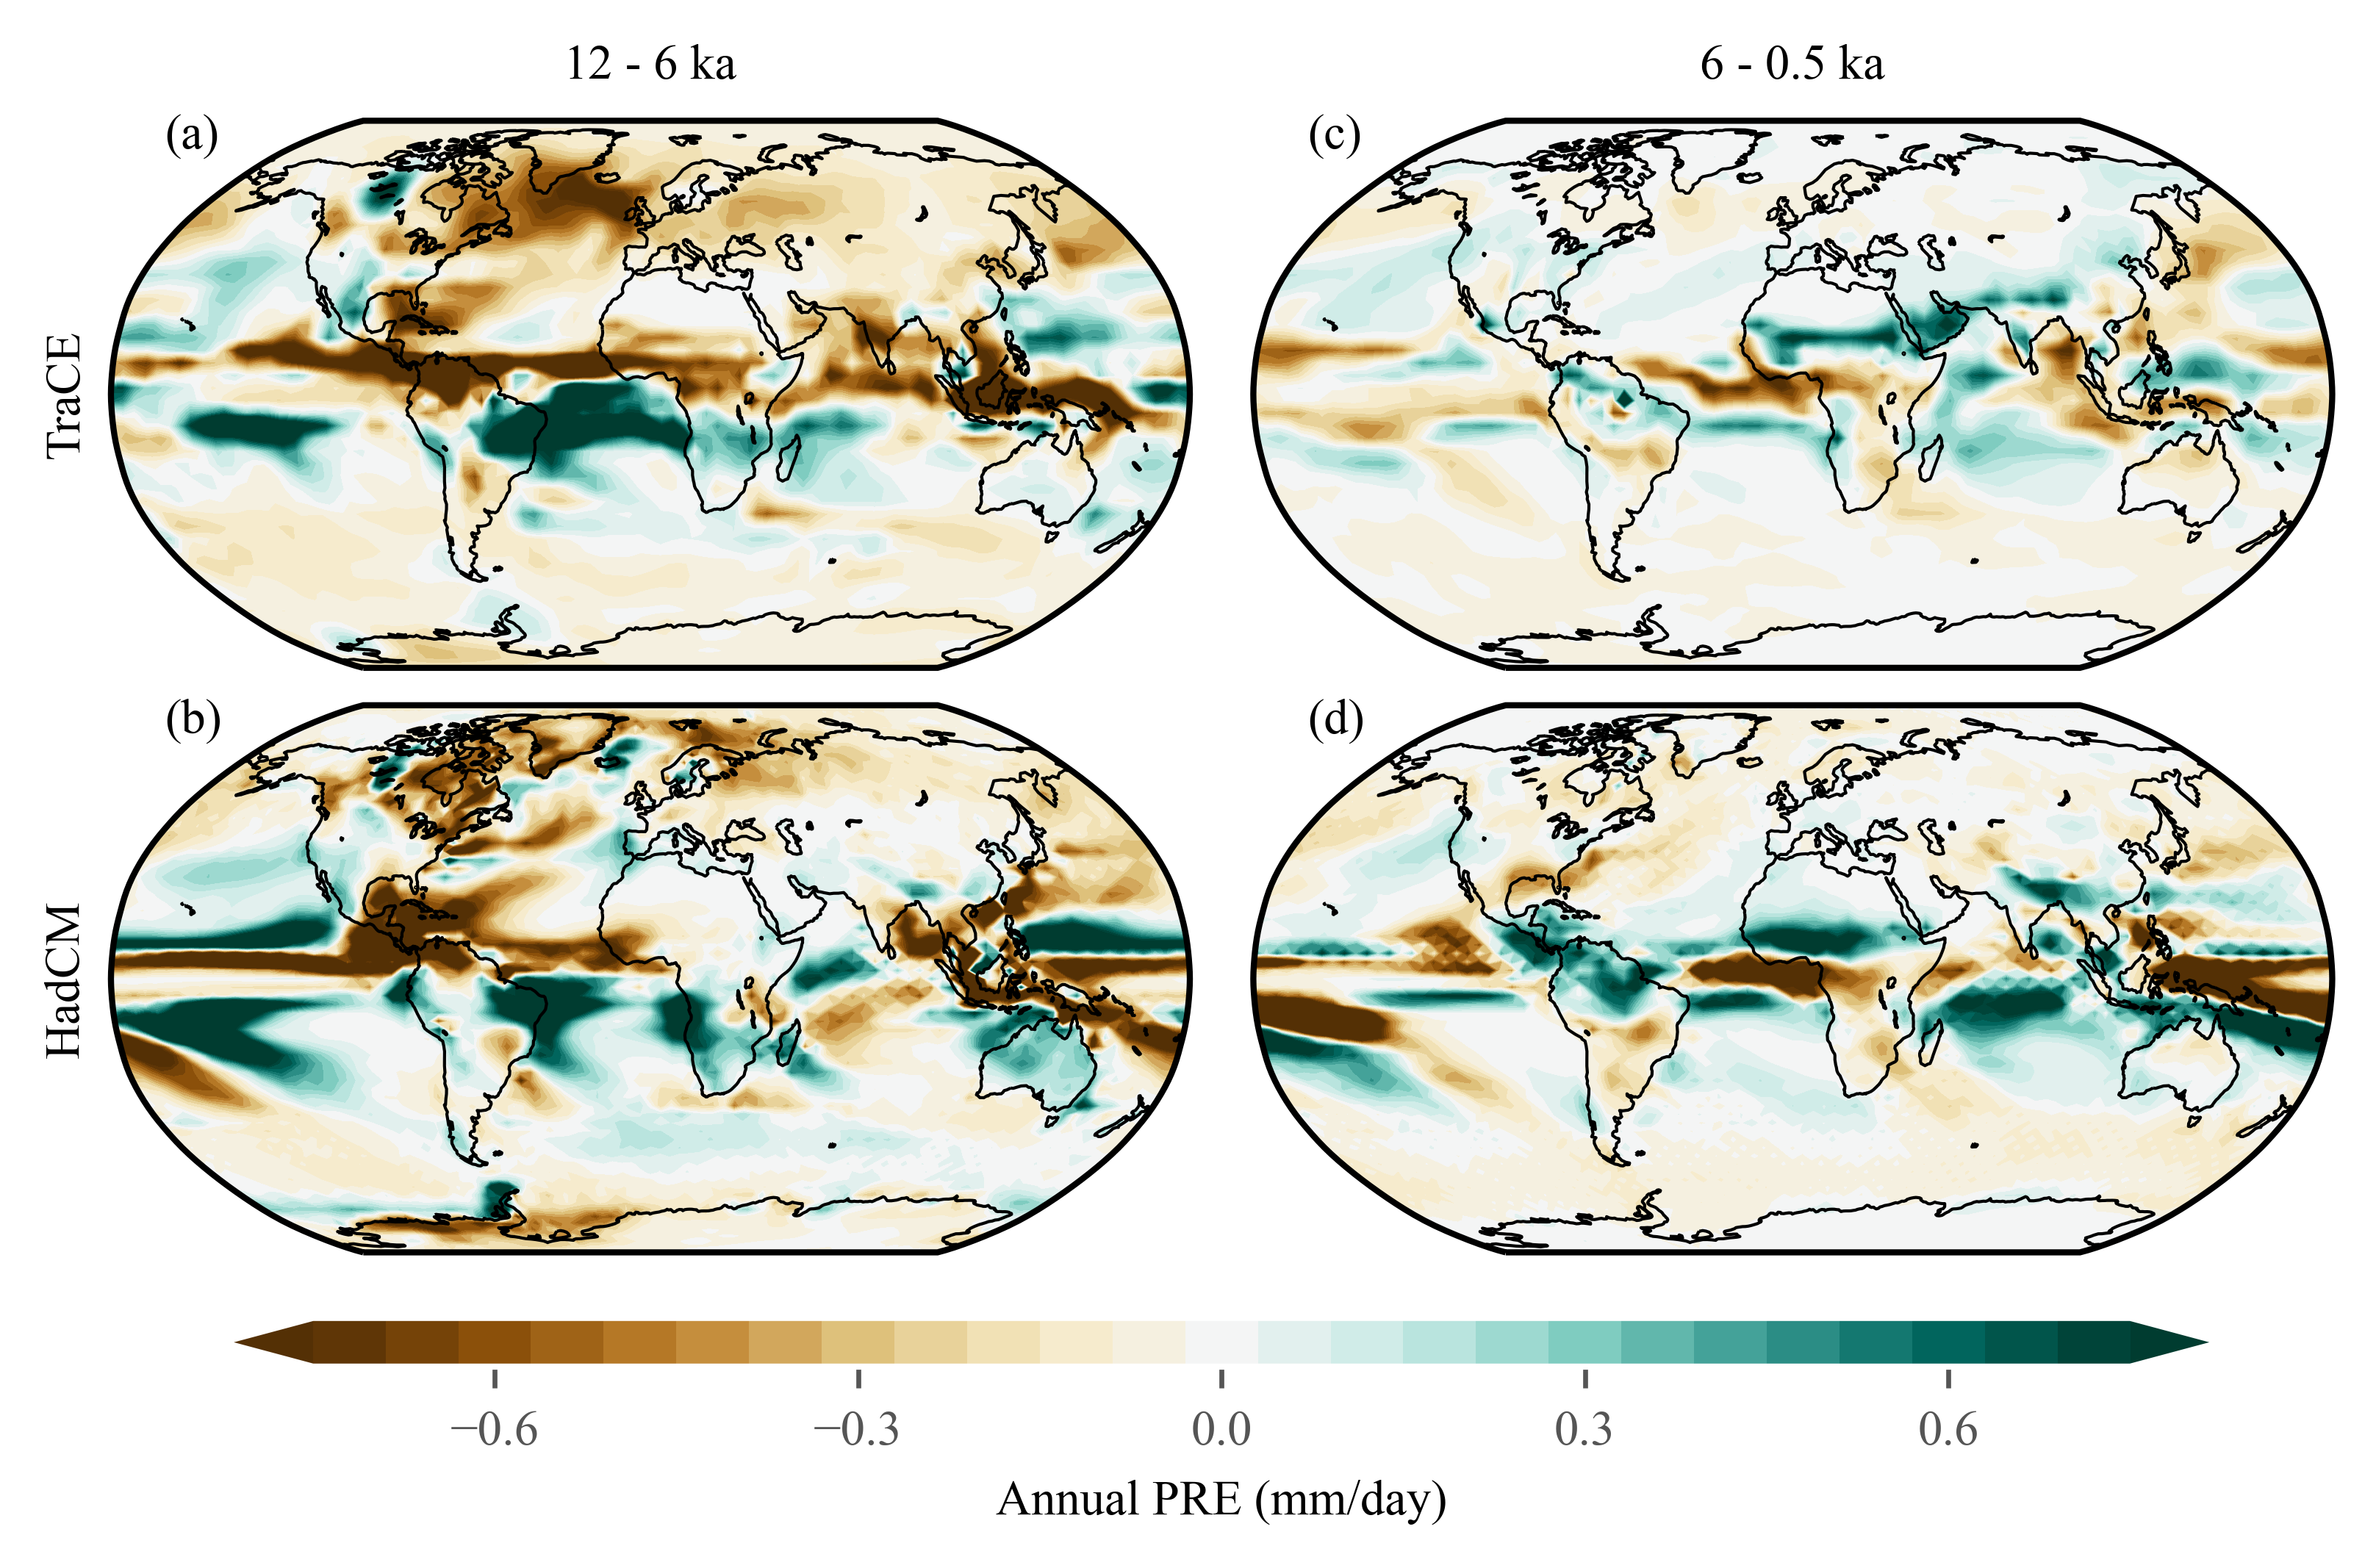 12 - 6 ka
6 - 0.5 ka
(a)
(c)
TraCE
(b)
(d)
HadCM
−0.6
−0.3
0.0
0.3
0.6
Annual PRE (mm/day)